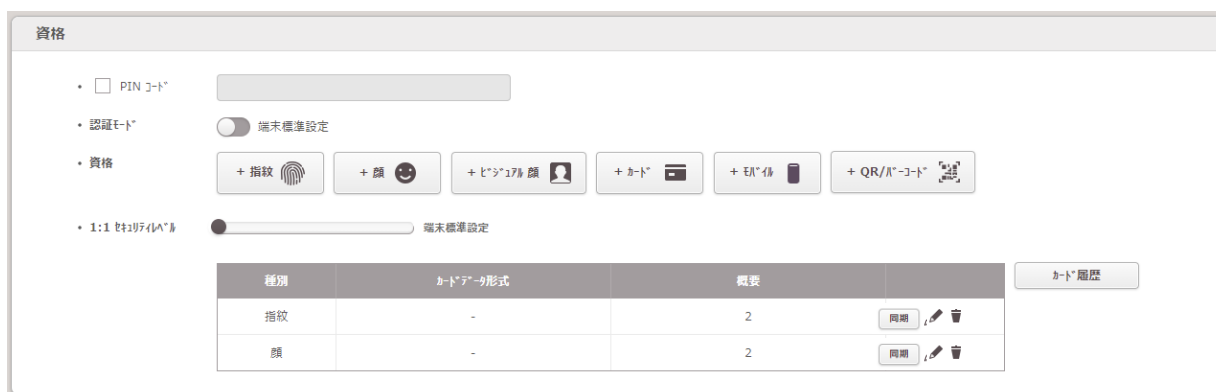 資格
• PIN ｺｰﾄﾞ
• 認証ﾓｰﾄﾞ 端末標準設定
• 資格 + 指紋 + 顔 + ﾋﾞｼﾞｭｱﾙ 顔 + ｶｰﾄﾞ + ﾓﾊﾞｲﾙ + QR/ﾊﾞｰｺｰﾄﾞ
• 1:1 ｾｷｭﾘﾃｨﾚﾍﾞﾙ 端末標準設定
種別 ｶｰﾄﾞﾃﾞｰﾀ形式 概要 ｶｰﾄﾞ履歴
指紋 - 2 同期
顔 - 2 同期